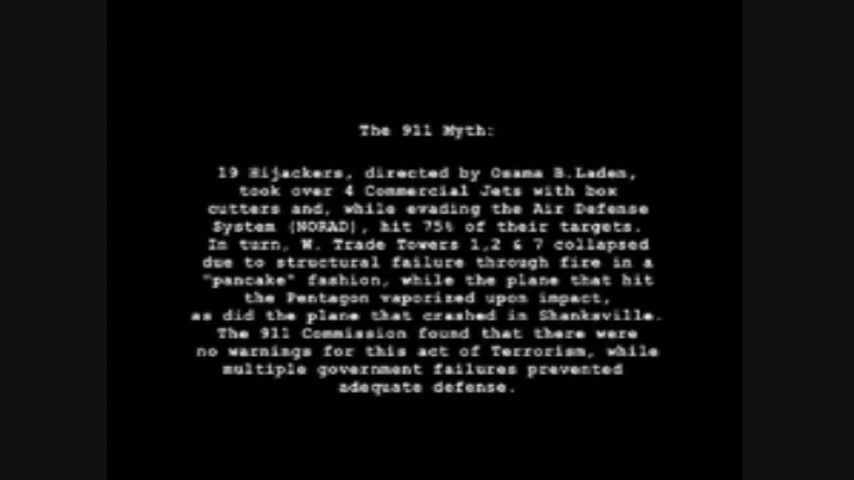 The 911 Myth:
19 Hijackers, directed by Osama B.Laden,
took over 4 Commercial Jets with box
cutters and, while evading the Air Defense
System (NORAD), hit 75% of their targets.
In turn, W. Trade Towers 1,2 & 7 collapsed
due to structural failure through fire in a
"pancake" fashion, while the plane that hit
the Pentagon vaporized upon impact,
as did the plane that crashed in Shanksville.
The 911 Commission found that there were
no warnings for this act of Terrorism, while
multiple government failures prevented
adequate defense.